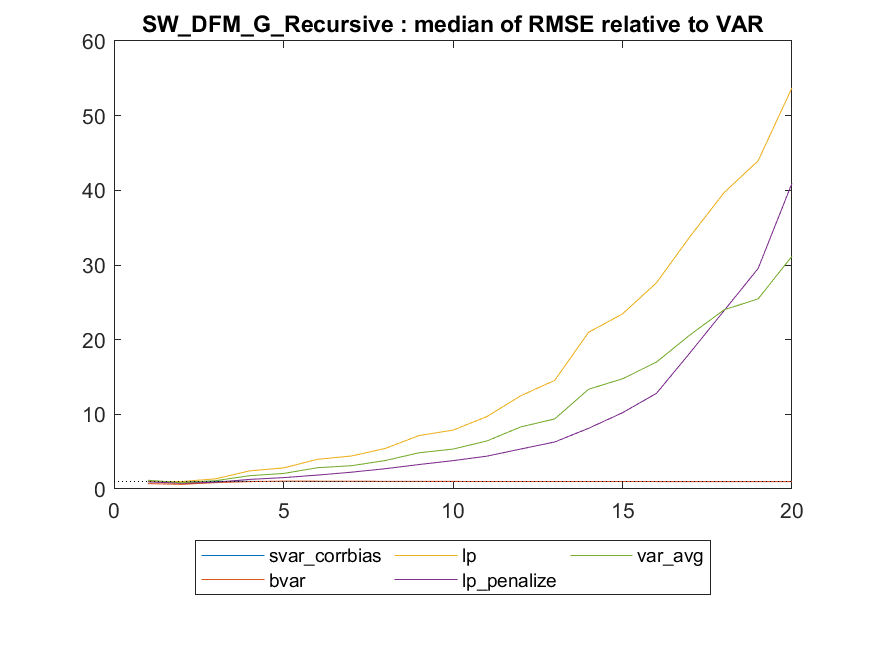 SW_DFM_G_Recursive : median of RMSE relative to VAR
60
50
40
30
20
10
0
0 5 10 15 20
svar_corrbias lp var_avg
bvar lp_penalize